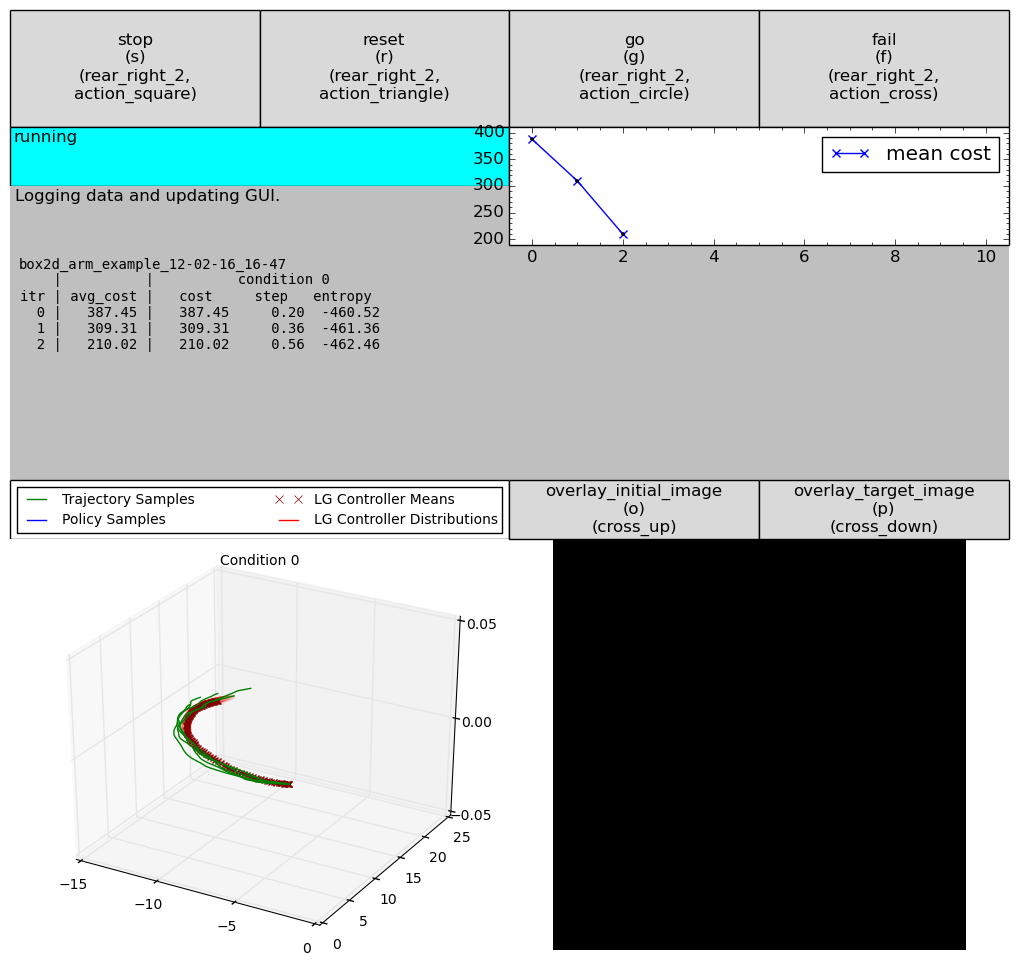 stop
(s)
(rear_right_2,
action_square)
reset
(r)
(rear_right_2,
action_triangle)
go
(g)
(rear_right_2,
action_circle)
fail
(f)
(rear_right_2,
action_cross)
running
400
350
300
250
200
mean cost
0 2 4 6 8 10
Logging data and updating GUI.
box2d_arm_example_12-02-16_16-47
| | condition 0
itr | avg_cost | cost step entropy
0 | 387.45 | 387.45 0.20 -460.52
1 | 309.31 | 309.31 0.36 -461.36
2 | 210.02 | 210.02 0.56 -462.46
Trajectory Samples
Policy Samples
LG Controller Means
LG Controller Distributions
overlay_initial_image
(o)
(cross_up)
overlay_target_image
(p)
(cross_down)
Condition 0
0.05
0.00
−0.05
25
20
15
10
5
0
−15
−10
−5
0